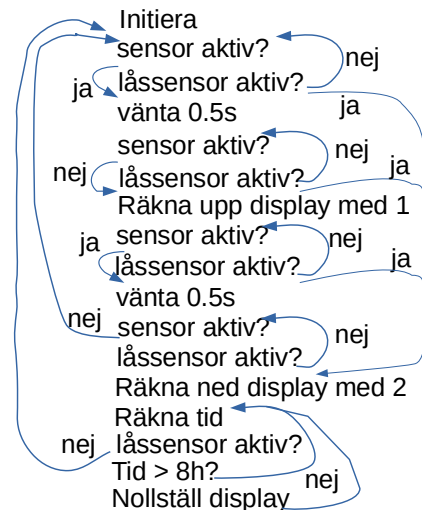 Initiera
sensor aktiv?
nej
låssensor aktiv?
ja
ja
vänta 0.5s
sensor aktiv?
nej
nej
ja
låssensor aktiv?
Räkna upp display med 1
sensor aktiv?
ja
nej
låssensor aktiv?
ja
vänta 0.5s
nej
sensor aktiv?
nej
låssensor aktiv?
Räkna ned display med 2
Räkna tid
nej
låssensor aktiv?
Tid > 8h?
nej
Nollställ display